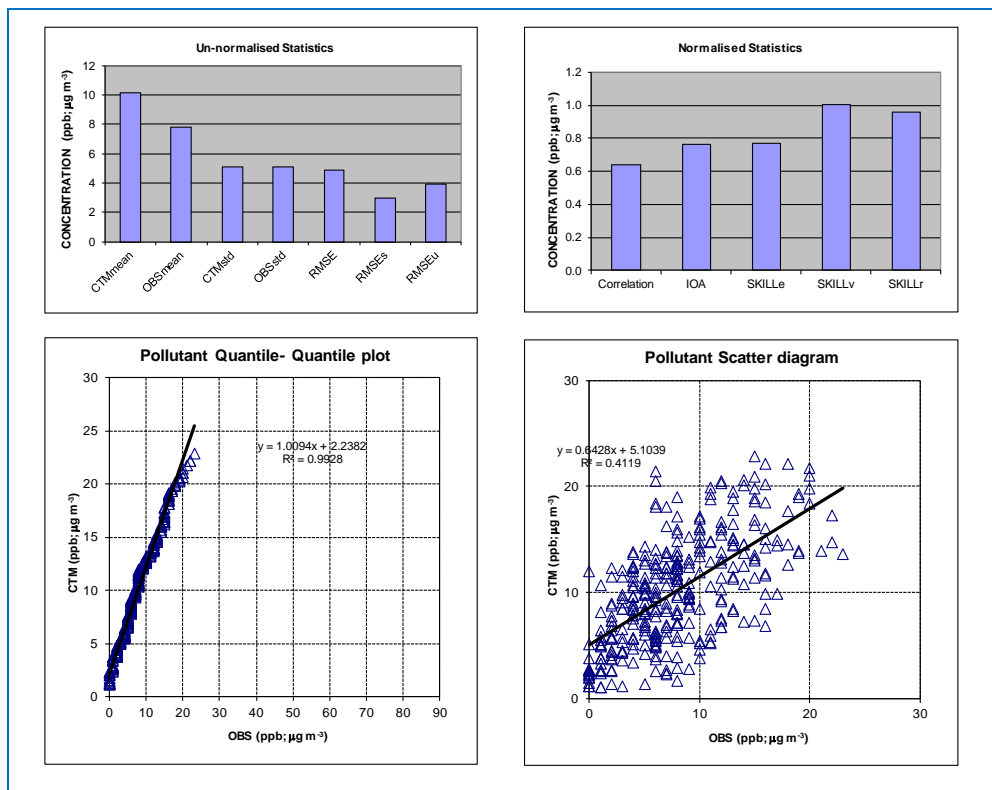 Un-normalised Statistics
12
10
8
6
4
2
0
CONCENTRATION (ppb; µg m-3)
CTMmean
OBSmean
CTMstd
OBSstd
RMSE
RMSEs
RMSEu
Normalised Statistics
1.2
1.0
0.8
0.6
0.4
0.2
0.0
CONCENTRATION (ppb; µg m-3)
Correlation IOA SKILLe SKILLv SKILLr
Pollutant Quantile- Quantile plot
30
25
20
15
10
5
0
CTM (ppb; µg m-3)
y = 1.0094x + 2.2382
R² = 0.9928
0 10 20 30 40 50 60 70 80 90
OBS (ppb; µg m-3)
Pollutant Scatter diagram
30
20
10
0
CTM (ppb; µg m-3)
y = 0.6428x + 5.1039
R² = 0.4119
0 10 20 30
OBS (ppb; µg m-3)